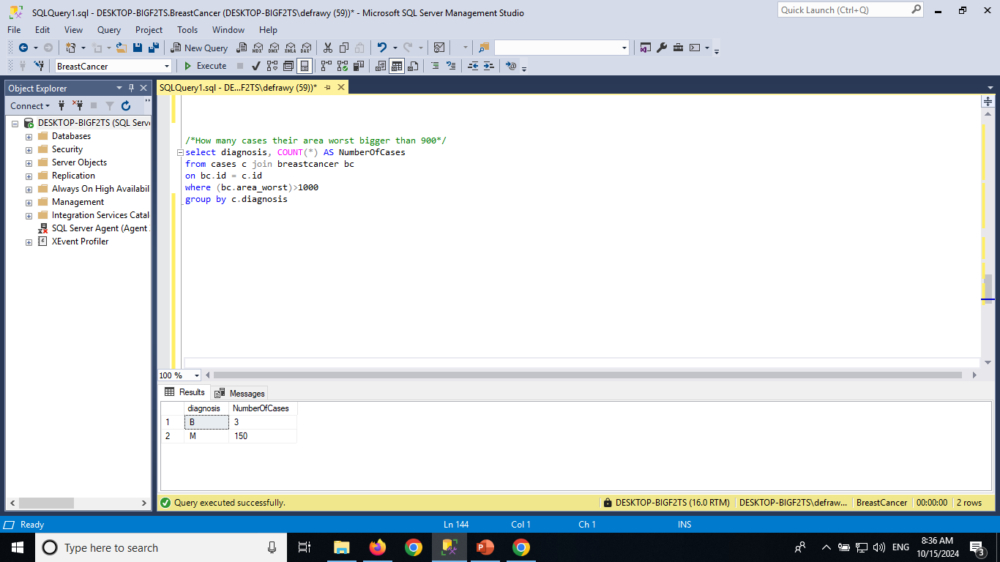 SQLQuery1.sql - DESKTOP-BIGF2TS.BreastCancer (DESKTOP-BIGF2TS\defrawy (59))* - Microsoft SQL Server Management Studio
Quick Launch (Ctrl+Q)
File Edit View Query Project Tools Window Help
New Query MDX DMX XMLA DAX
BreastCancer Execute
Object Explorer
SQLQuery1.sql - DE...F2TS\defrawy (59))*
Connect
DESKTOP-BIGF2TS (SQL Serve
Databases
Security
Server Objects
Replication
Always On High Availabil
Management
Integration Services Catal
SQL Server Agent (Agent
XEvent Profiler
/*How many cases their area worst bigger than 900*/
select diagnosis, COUNT(*) AS NumberOfCases
from cases c join breastcancer bc
on bc.id = c.id
where (bc.area_worst)>1000
group by c.diagnosis
100 %
Results Messages
diagnosis NumberOfCases
1 B 3
2 M 150
Query executed successfully. DESKTOP-BIGF2TS (16.0 RTM) DESKTOP-BIGF2TS\defraw... BreastCancer 00:00:00 2 rows
Ready Ln 144 Col 1 Ch 1 INS
Type here to search
ENG
8:36 AM
10/15/2024
3